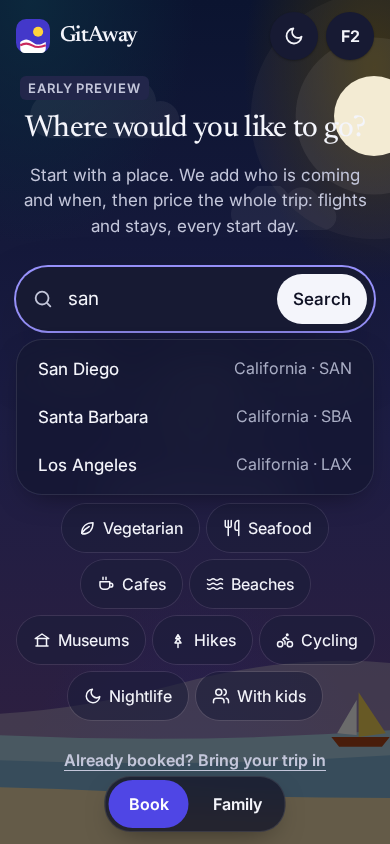 GitAway
F2
EARLY PREVIEW
Where would you like to go?
Start with a place. We add who is coming
and when, then price the whole trip: flights
and stays, every start day.
san
Search
San Diego California · SAN
Santa Barbara California · SBA
Los Angeles California · LAX
Vegetarian Seafood
Cafes Beaches
Museums Hikes Cycling
Nightlife With kids
Already booked? Bring your trip in
Book Family